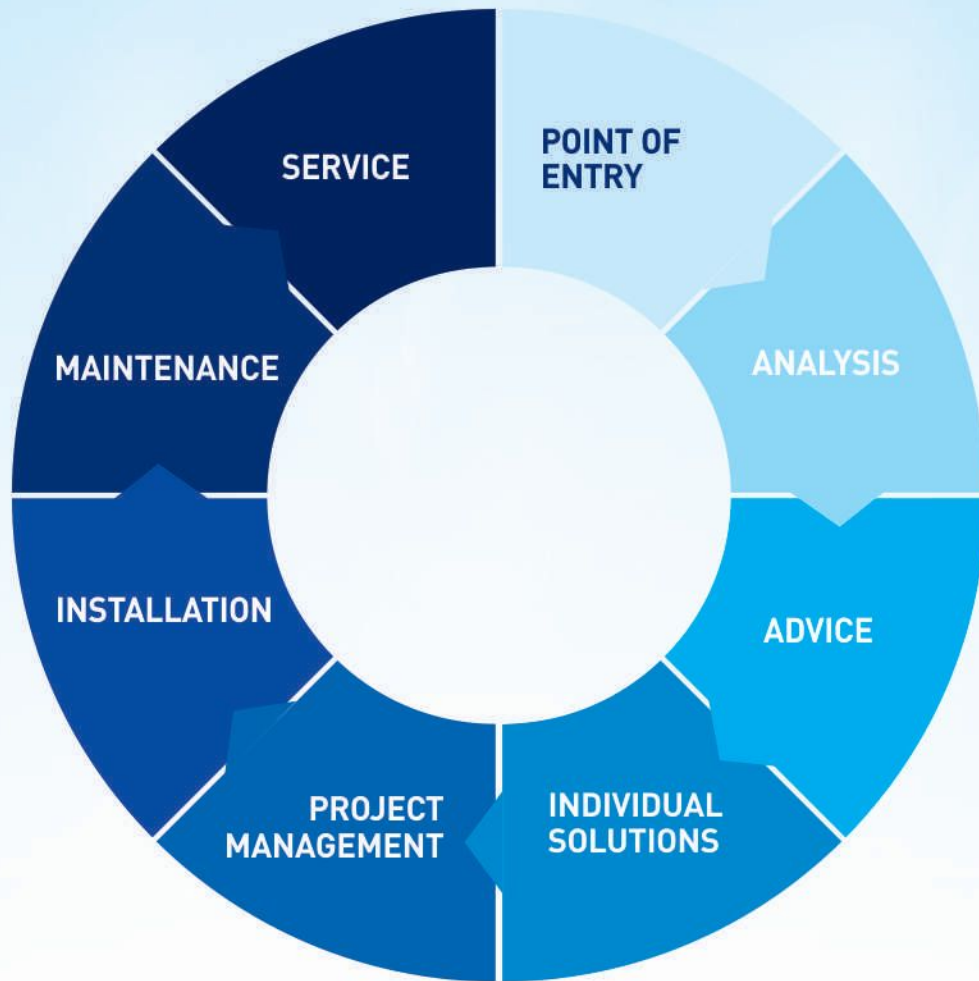 POINT OF
ENTRY
ANALYSIS
ADVICE
INDIVIDUAL
SOLUTIONS
PROJECT
MANAGEMENT
INSTALLATION
MAINTENANCE
SERVICE